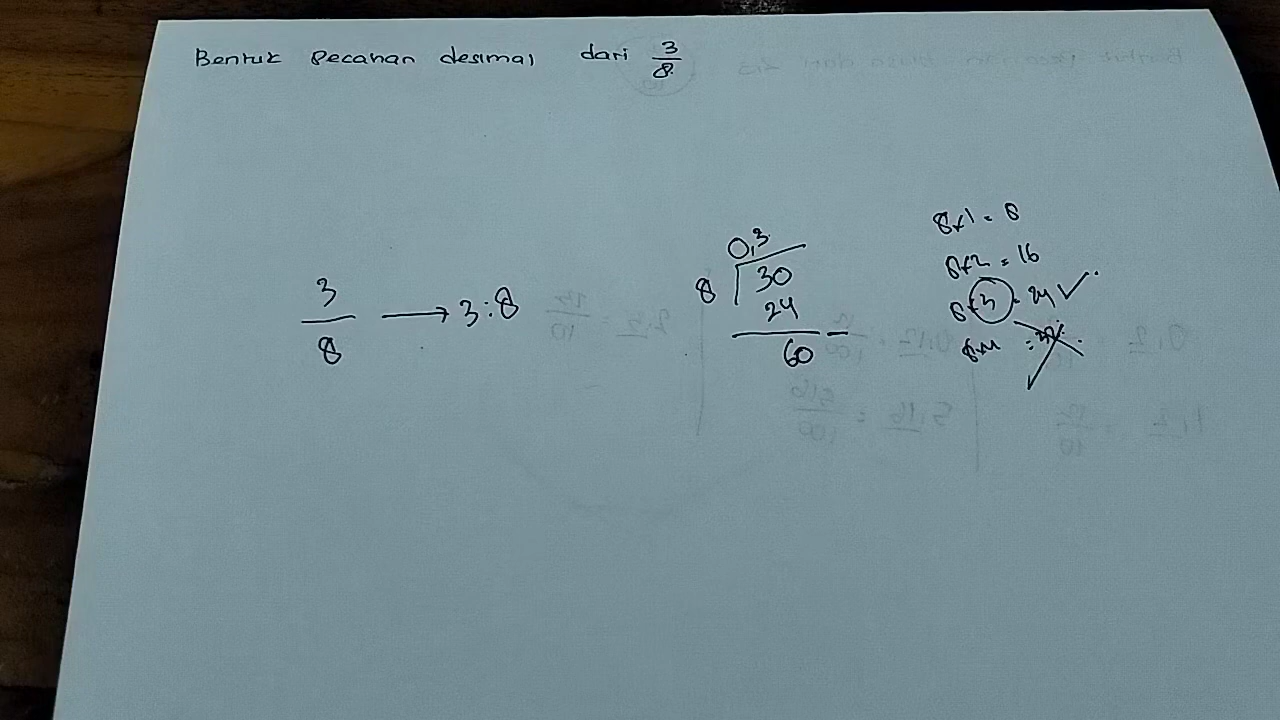 Bentuk pecahan desimal dari 3/8
3/8 → 3:8
0,3
8 30
24
60
8x1 = 8
8x2 = 16
8x3 = 24 ✓
8x4 = 32